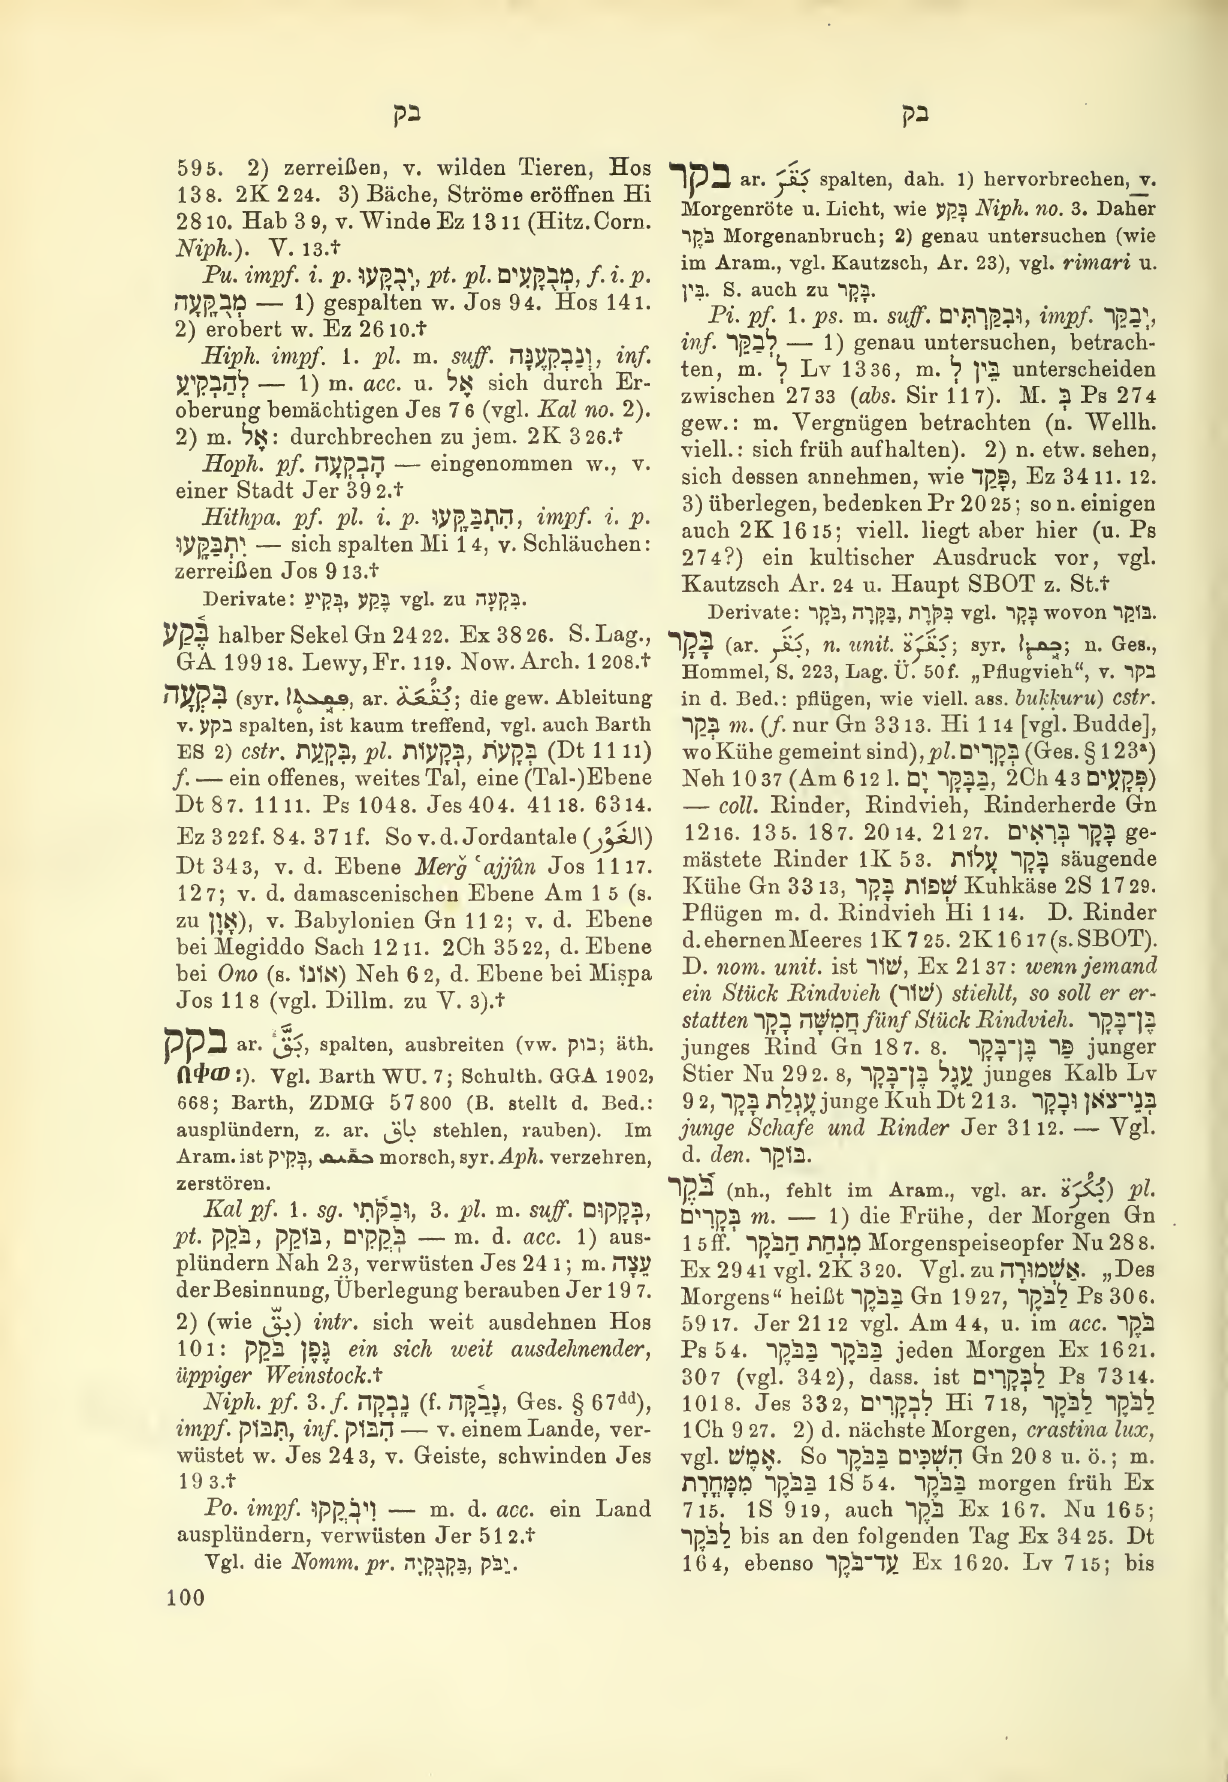 בק
בק
595. 2) zerreißen, v. wilden Tieren, Hos
138. 2K 224. 3) Bäche, Ströme eröffnen Hi
2810. Hab 39, v. Winde Ez 1311 (Hitz. Corn.
Niph.). V. 13.†
Pu. impf. i. p. יְבֻקָּעוּ, pt. pl. מְבֻקָּעִים, f. i. p.
מְבֻקָּעָה — 1) gespalten w. Jos 94. Hos 141.
2) erobert w. Ez 2610.†
Hiph. impf. 1. pl. m. suff. וְנַבְקִעֶנָּה, inf.
לְהַבְקִיעַ — 1) m. acc. u. אֶל sich durch Er-
oberung bemächtigen Jes 76 (vgl. Kal no. 2).
2) m. אֶל: durchbrechen zu jem. 2K 326.†
Hoph. pf. הָבְקְעָה — eingenommen w., v.
einer Stadt Jer 392.†
Hithpa. pf. pl. i. p. הִתְבַּקָּעוּ, impf. i. p.
יִתְבַּקָּעוּ — sich spalten Mi 14, v. Schläuchen:
zerreißen Jos 913.†
Derivate: בֶּקַע, בְּקִיעַ vgl. zu בִּקְעָה.
בֶּקַע halber Sekel Gn 2422. Ex 3826. S. Lag.,
GA 19918. Lewy, Fr. 119. Now. Arch. 1208.†
בִּקְעָה (syr. ar. بُقْعَة; die gew. Ableitung
v. בקע spalten, ist kaum treffend, vgl. auch Barth
ES 2) cstr. בִּקְעַת, pl. בְּקָעוֹת, בְּקָעֹת (Dt 1111)
f. — ein offenes, weites Tal, eine (Tal-)Ebene
Dt 87. 1111. Ps 1048. Jes 404. 4118. 6314.
Ez 322f. 84. 371f. So v. d. Jordantale (الغَوْر)
Dt 343, v. d. Ebene Merǧ ʿajjûn Jos 1117.
127; v. d. damascenischen Ebene Am 15 (s.
zu אָוֶן), v. Babylonien Gn 112; v. d. Ebene
bei Megiddo Sach 1211. 2Ch 3522, d. Ebene
bei Ono (s. אוֹנוֹ) Neh 62, d. Ebene bei Miṣpa
Jos 118 (vgl. Dillm. zu V. 3).†
בקק ar. بَقَّ, spalten, ausbreiten (vw. בוק; äth.
በቀወ:). Vgl. Barth WU. 7; Schulth. GGA 1902,
668; Barth, ZDMG 57800 (B. stellt d. Bed.:
ausplündern, z. ar. باق stehlen, rauben). Im
Aram. ist בְּקִיק, morsch, syr. Aph. verzehren,
zerstören.
Kal pf. 1. sg. וּבַקֹּתִי, 3. pl. m. suff. בְּקָקוּם,
pt. בֹּקֵק, בּוֹקֵק, בֹּקְקִים — m. d. acc. 1) aus-
plündern Nah 23, verwüsten Jes 241; m. עֵצָה
der Besinnung, Überlegung berauben Jer 197.
2) (wie بقّ) intr. sich weit ausdehnen Hos
101: גֶּפֶן בֹּקֵק ein sich weit ausdehnender,
üppiger Weinstock.†
Niph. pf. 3. f. נָבְקָה (f. נָבֹקָּה, Ges. § 67dd),
impf. תִּבּוֹק, inf. הִבּוֹק — v. einem Lande, ver-
wüstet w. Jes 243, v. Geiste, schwinden Jes
193.†
Po. impf. וִיבֹקְקוּ — m. d. acc. ein Land
ausplündern, verwüsten Jer 512.†
Vgl. die Nomm. pr. בַּקְבֻּקְיָה, יַבֹּק.
100
בקר ar. بَقَرَ spalten, dah. 1) hervorbrechen, v.
Morgenröte u. Licht, wie בקע Niph. no. 3. Daher
בֹּקֶר Morgenanbruch; 2) genau untersuchen (wie
im Aram., vgl. Kautzsch, Ar. 23), vgl. rimari u.
בִּין. S. auch zu בָּקָר.
Pi. pf. 1. ps. m. suff. וּבִקַּרְתִּים, impf. יְבַקֵּר,
inf. לְבַקֵּר — 1) genau untersuchen, betrach-
ten, m. לְ Lv 1336, m. בֵּין לְ unterscheiden
zwischen 2733 (abs. Sir 117). M. בְּ Ps 274
gew.: m. Vergnügen betrachten (n. Wellh.
viell.: sich früh aufhalten). 2) n. etw. sehen,
sich dessen annehmen, wie פָּקַד, Ez 3411. 12.
3) überlegen, bedenken Pr 2025; so n. einigen
auch 2K 1615; viell. liegt aber hier (u. Ps
274?) ein kultischer Ausdruck vor, vgl.
Kautzsch Ar. 24 u. Haupt SBOT z. St.†
Derivate: בֹּקֶר, בַּקָּרָה, בִּקֹּרֶת vgl. בָּקָר wovon בּוֹקֵר.
בָּקָר (ar. بَقَر, n. unit. بَقَرَة; syr. n. Ges.,
Hommel, S. 223, Lag. Ü. 50f. „Pflugvieh“, v. בקר
in d. Bed.: pflügen, wie viell. ass. buḳḳuru) cstr.
בְּקַר m. (f. nur Gn 3313. Hi 114 [vgl. Budde],
wo Kühe gemeint sind), pl. בְּקָרִים (Ges. § 123a)
Neh 1037 (Am 612 l. בַּבָּקָר יָם, 2Ch 43 פְּקָעִים)
— coll. Rinder, Rindvieh, Rinderherde Gn
1216. 135. 187. 2014. 2127. בָּקָר בְּרִאִים ge-
mästete Rinder 1K 53. בָּקָר עָלוֹת säugende
Kühe Gn 3313, שְׁפוֹת בָּקָר Kuhkäse 2S 1729.
Pflügen m. d. Rindvieh Hi 114. D. Rinder
d. ehernen Meeres 1K 725. 2K 1617 (s. SBOT).
D. nom. unit. ist שׁוֹר, Ex 2137: wenn jemand
ein Stück Rindvieh (שׁוֹר) stiehlt, so soll er er-
statten חֲמִשָּׁה בָקָר fünf Stück Rindvieh. בֶּן־בָּקָר
junges Rind Gn 187. 8. פַּר בֶּן־בָּקָר junger
Stier Nu 292. 8, עֵגֶל בֶּן־בָּקָר junges Kalb Lv
92, עֶגְלַת בָּקָר junge Kuh Dt 213. בְּנֵי־צֹאן וּבָקָר
junge Schafe und Rinder Jer 3112. — Vgl.
d. den. בּוֹקֵר.
בֹּקֶר (nh., fehlt im Aram., vgl. ar. بُكْرَة) pl.
בְּקָרִים m. — 1) die Frühe, der Morgen Gn
15ff. מִנְחַת הַבֹּקֶר Morgenspeiseopfer Nu 288.
Ex 2941 vgl. 2K 320. Vgl. zu אַשְׁמוּרָה. „Des
Morgens“ heißt בַּבֹּקֶר Gn 1927, לַבֹּקֶר Ps 306.
5917. Jer 2112 vgl. Am 44, u. im acc. בֹּקֶר
Ps 54. בַּבֹּקֶר בַּבֹּקֶר jeden Morgen Ex 1621.
307 (vgl. 342), dass. ist לַבְּקָרִים Ps 7314.
1018. Jes 332, לִבְקָרִים Hi 718, לַבֹּקֶר לַבֹּקֶר
1Ch 927. 2) d. nächste Morgen, crastina lux,
vgl. אֶמֶשׁ. So הִשְׁכִּים בַּבֹּקֶר Gn 208 u. ö.; m.
בַּבֹּקֶר מִמָּחֳרָת 1S 54. בַּבֹּקֶר morgen früh Ex
715. 1S 919, auch בֹּקֶר Ex 167. Nu 165;
לַבֹּקֶר bis an den folgenden Tag Ex 3425. Dt
164, ebenso עַד־בֹּקֶר Ex 1620. Lv 715; bis